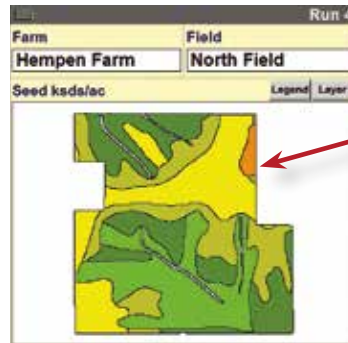 Run 4
Farm Field
Hempen Farm North Field
Seed ksds/ac Legend Layer